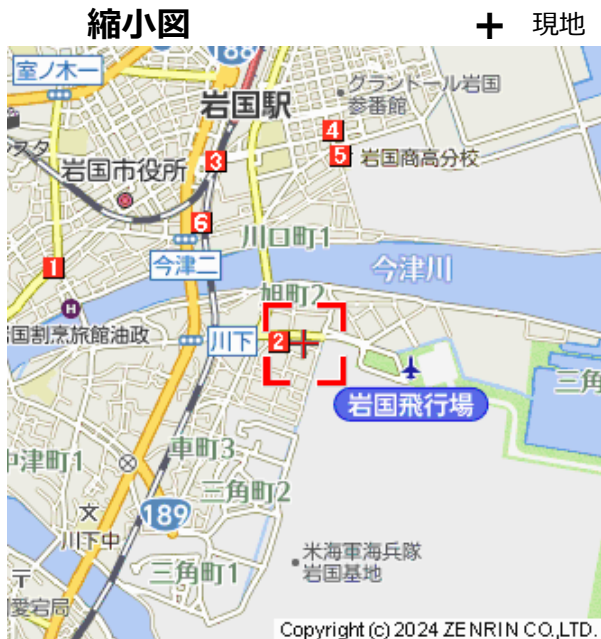 縮小図
現地
188
室ノ木一
グランドール岩国
参番館
岩国駅
4
スタ
岩国市役所
3
5
岩国商高分校
6
川口町1
1
今津二
今津川
旭町2
国割烹旅館油政
川下
2
岩国飛行場
三角
車町3
中津町1
三角町2
189
文
川下中
米海軍海兵隊
岩国基地
三角町1
〒
愛宕局
H
Copyright (c) 2024 ZENRIN CO.,LTD.